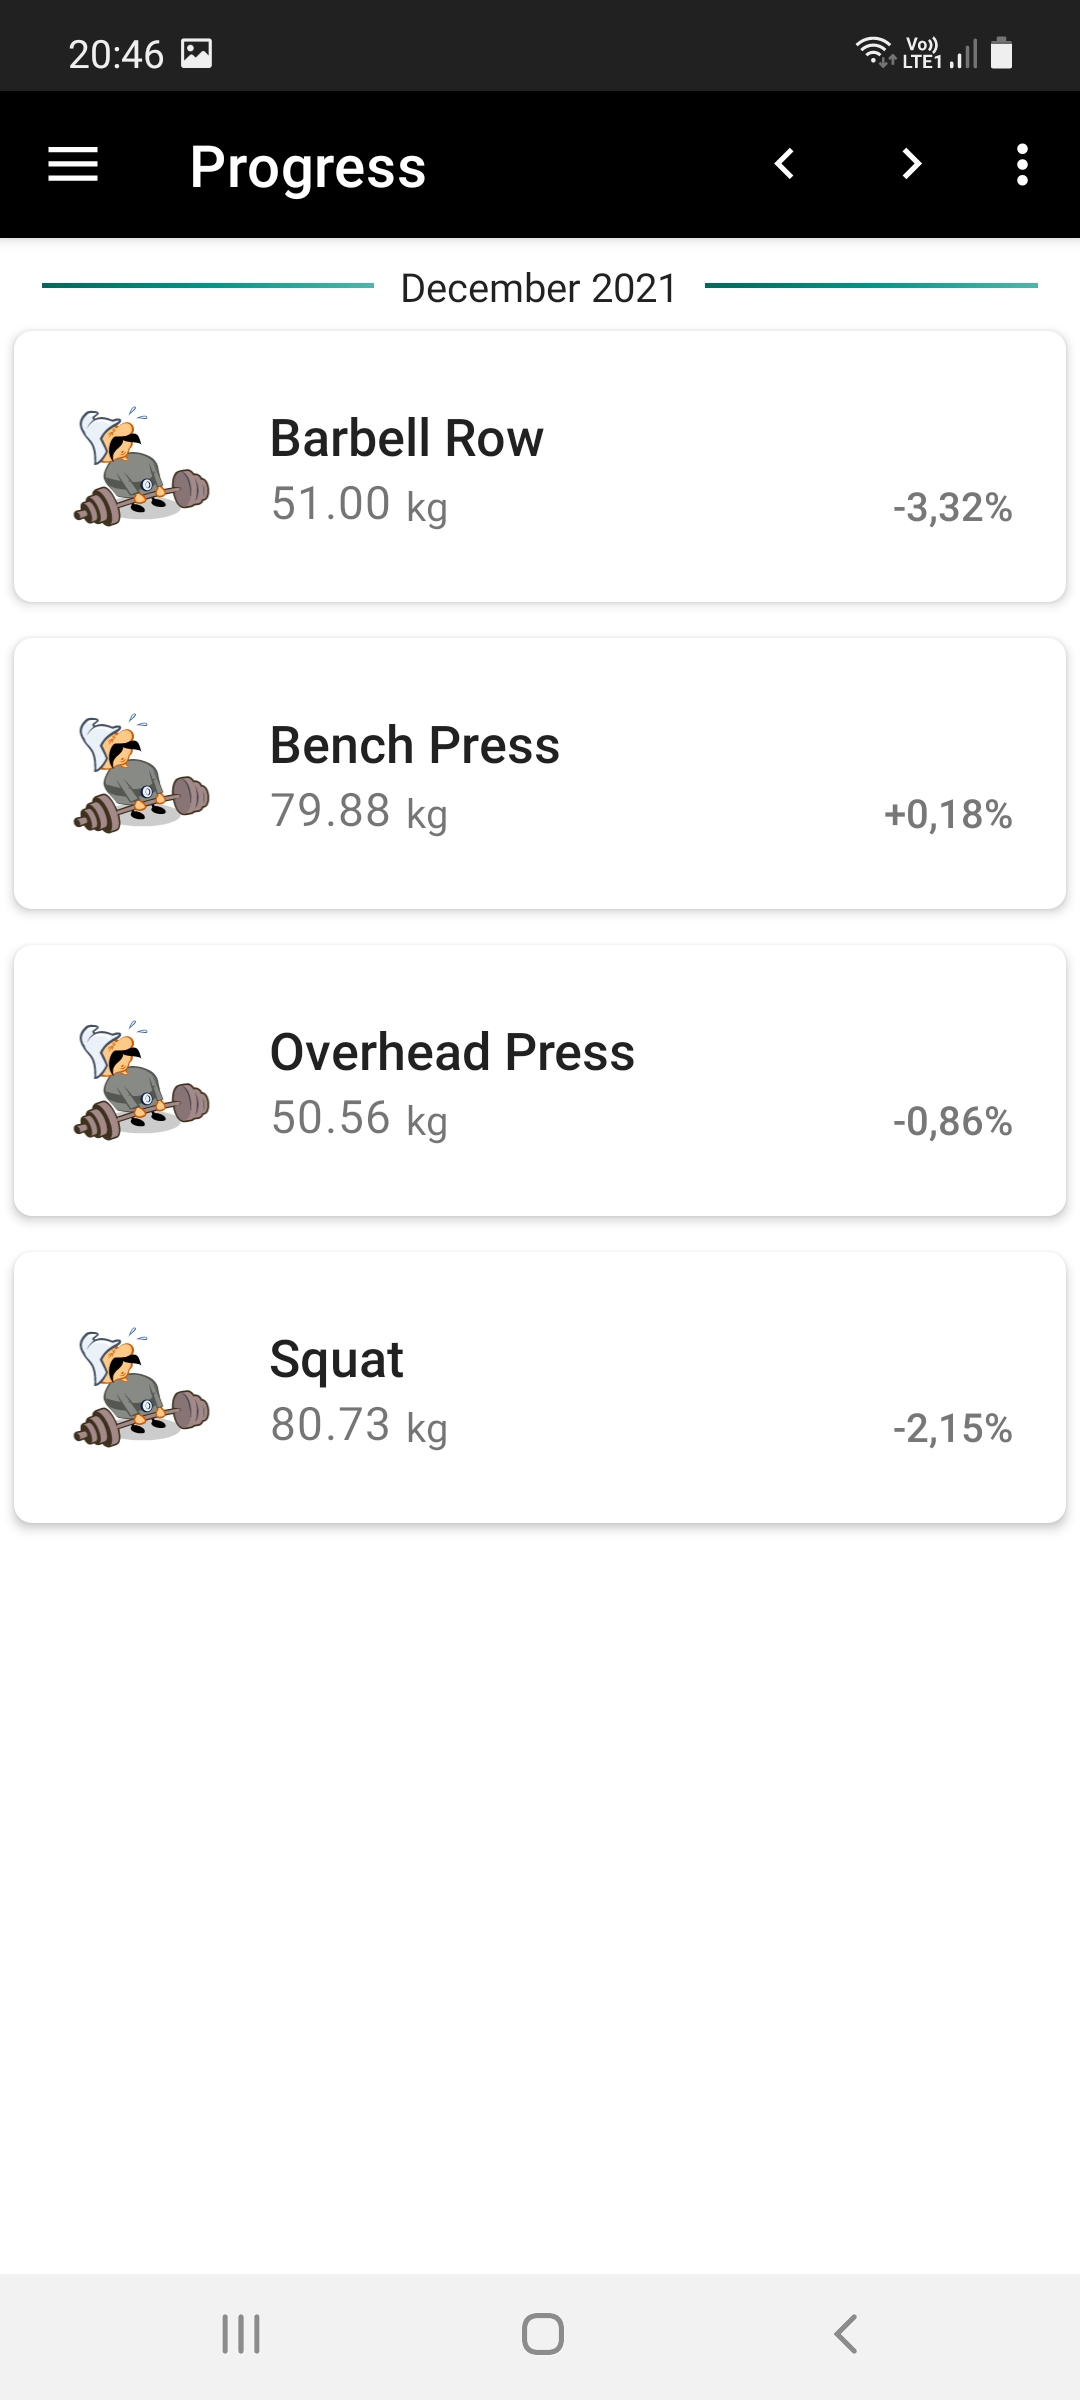 20:46
Vo))
LTE1
Progress
December 2021
Barbell Row
51.00 kg
-3,32%
Bench Press
79.88 kg
+0,18%
Overhead Press
50.56 kg
-0,86%
Squat
80.73 kg
-2,15%